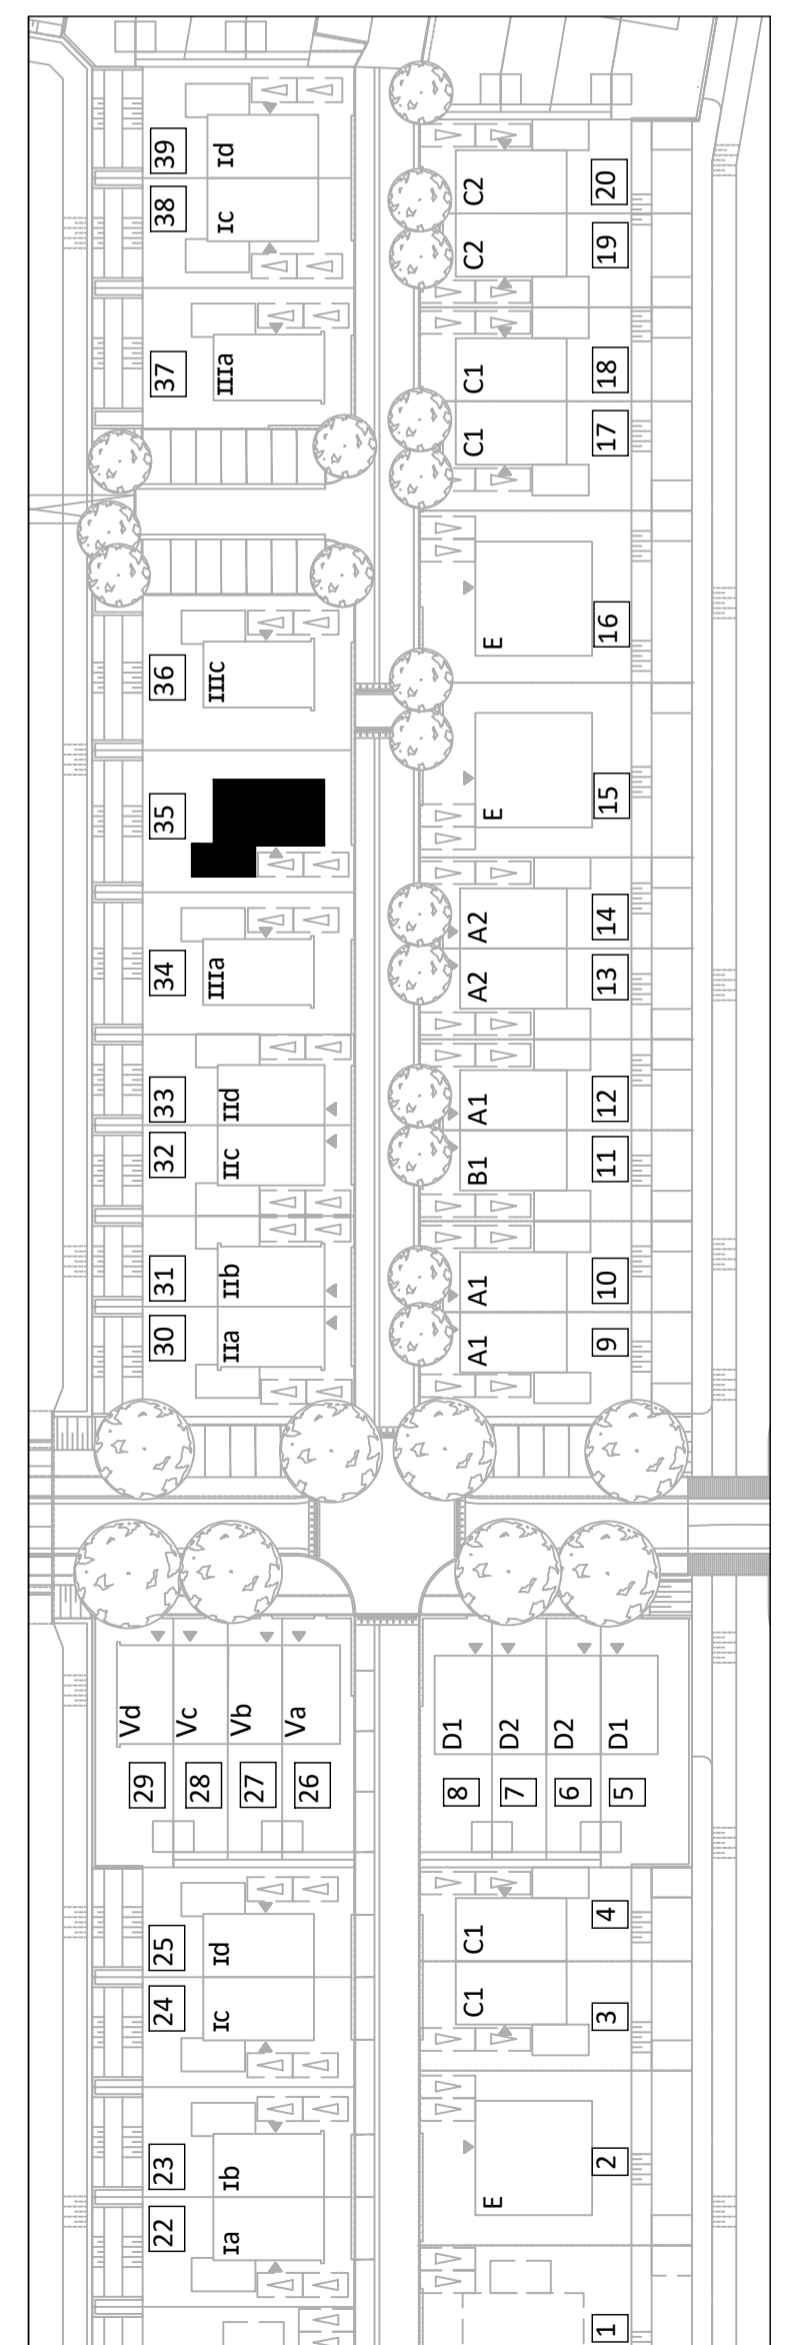 39 Id
38 Ic
37 IIIa
36 IIIc
35
34 IIIa
33 IId
32 IIc
31 IIb
30 IIa
29 Vd
28 Vc
27 Vb
26 Va
25 Id
24 Ic
23 Ib
22 Ia
C2 20
C2 19
C1 18
C1 17
E 16
E 15
A2 14
A2 13
A1 12
B1 11
A1 10
A1 9
D1 8
D2 7
D2 6
D1 5
C1 4
C1 3
E 2
1